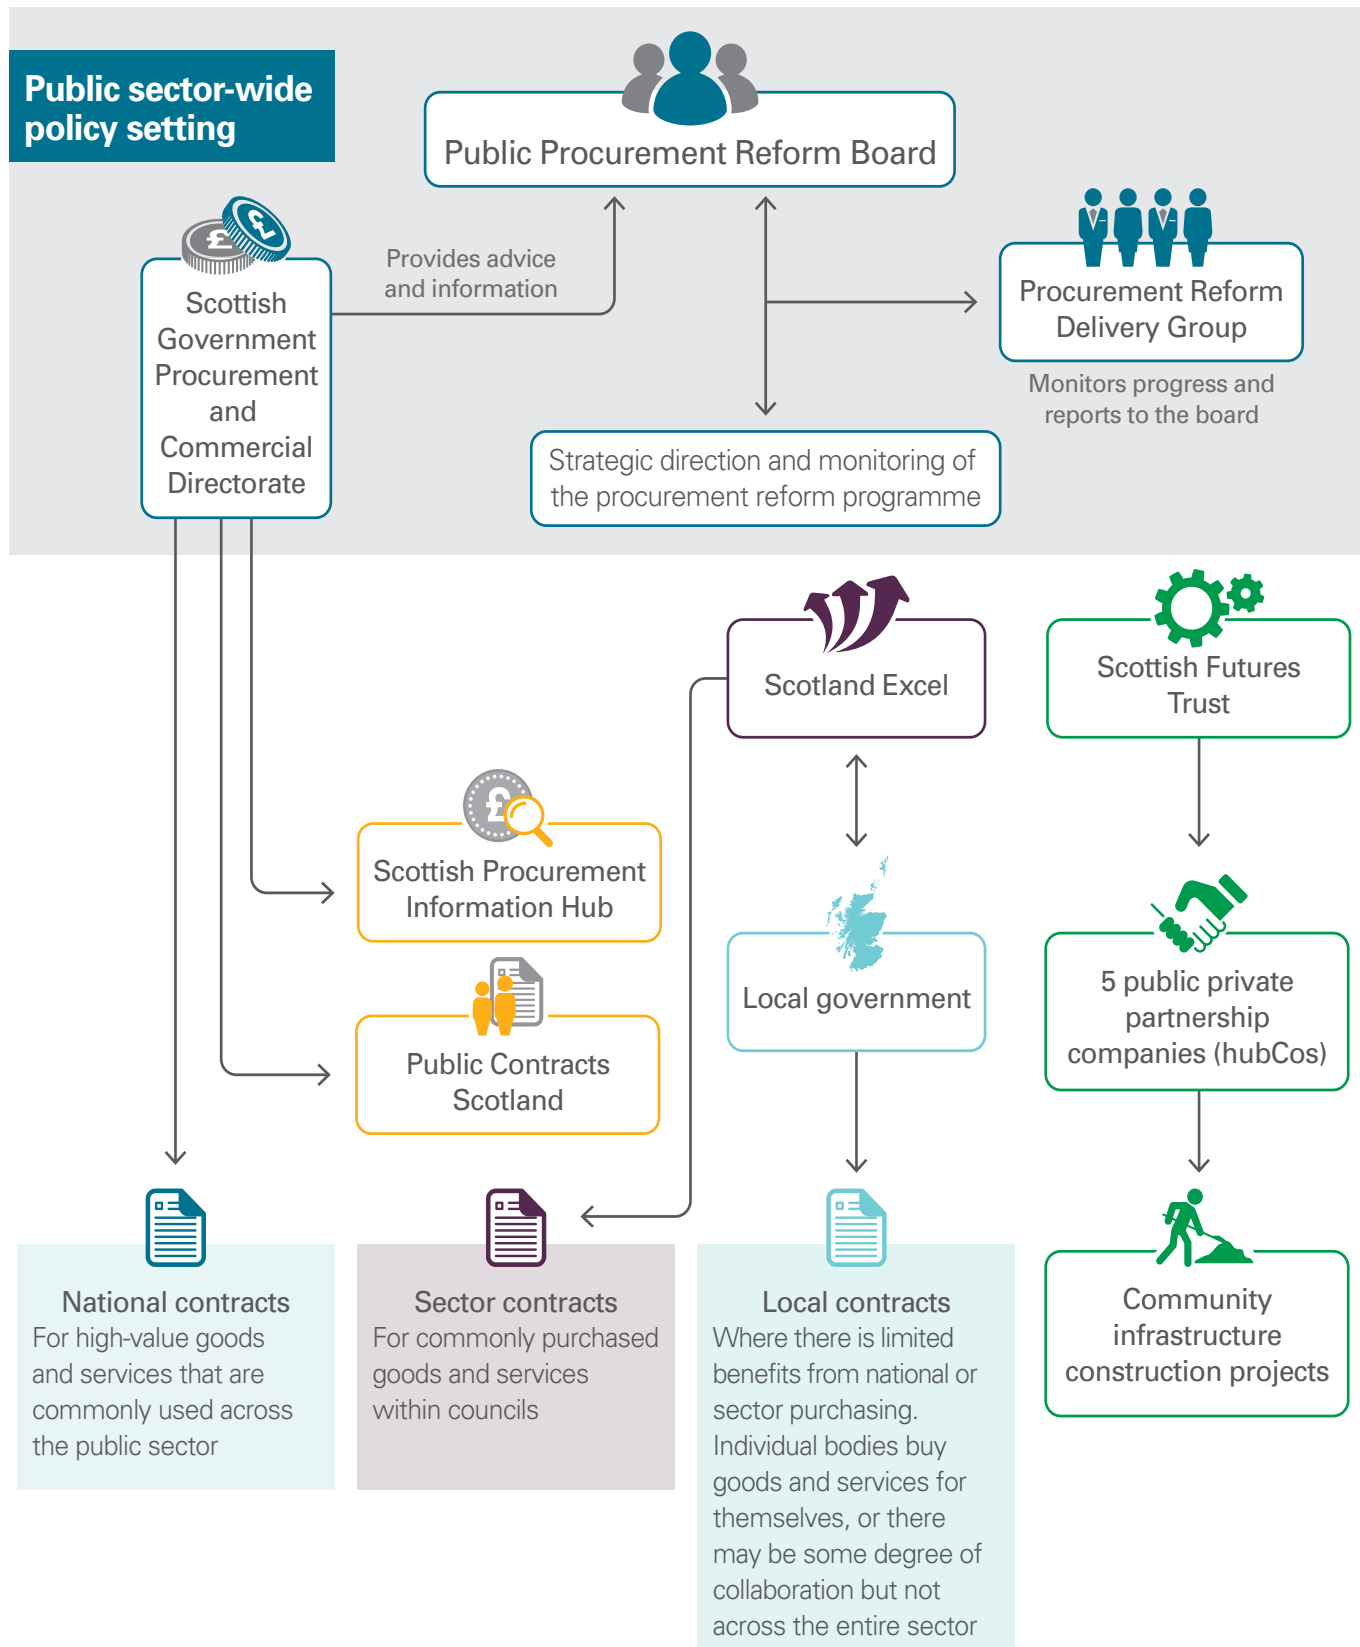 Public sector-wide
policy setting
Public Procurement Reform Board
Provides advice
and information
Scottish
Government
Procurement
and
Commercial
Directorate
Procurement Reform
Delivery Group
Monitors progress and
reports to the board
Strategic direction and monitoring of
the procurement reform programme
Scotland Excel
Scottish Futures
Trust
£
£
£
Scottish Procurement
Information Hub
Local government
5 public private
partnership
companies (hubCos)
Public Contracts
Scotland
National contracts
For high-value goods
and services that are
commonly used across
the public sector
Sector contracts
For commonly purchased
goods and services
within councils
Local contracts
Where there is limited
benefits from national or
sector purchasing.
Individual bodies buy
goods and services for
themselves, or there
may be some degree of
collaboration but not
across the entire sector
Community
infrastructure
construction projects